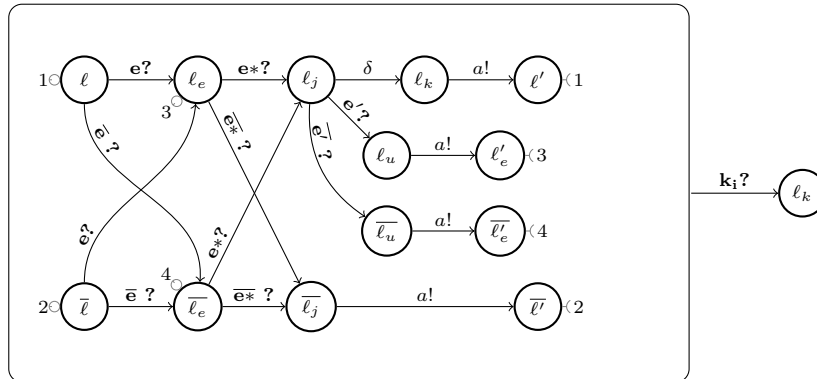 1 ℓ e? ℓ_e e*? ℓ_j δ ℓ_k a! ℓ′ 1
3 e̅ ? e̅*̅ ? e′? e̅′̅ ?
ℓ_u a! ℓ′_e 3
k_i? ℓ_k
e? e*? ℓ̅_u̅ a! ℓ̅′̅_e̅ 4
4
2 ℓ̅ e̅ ? ℓ̅_e̅ e̅*̅ ? ℓ̅_j̅ a! ℓ̅′̅ 2